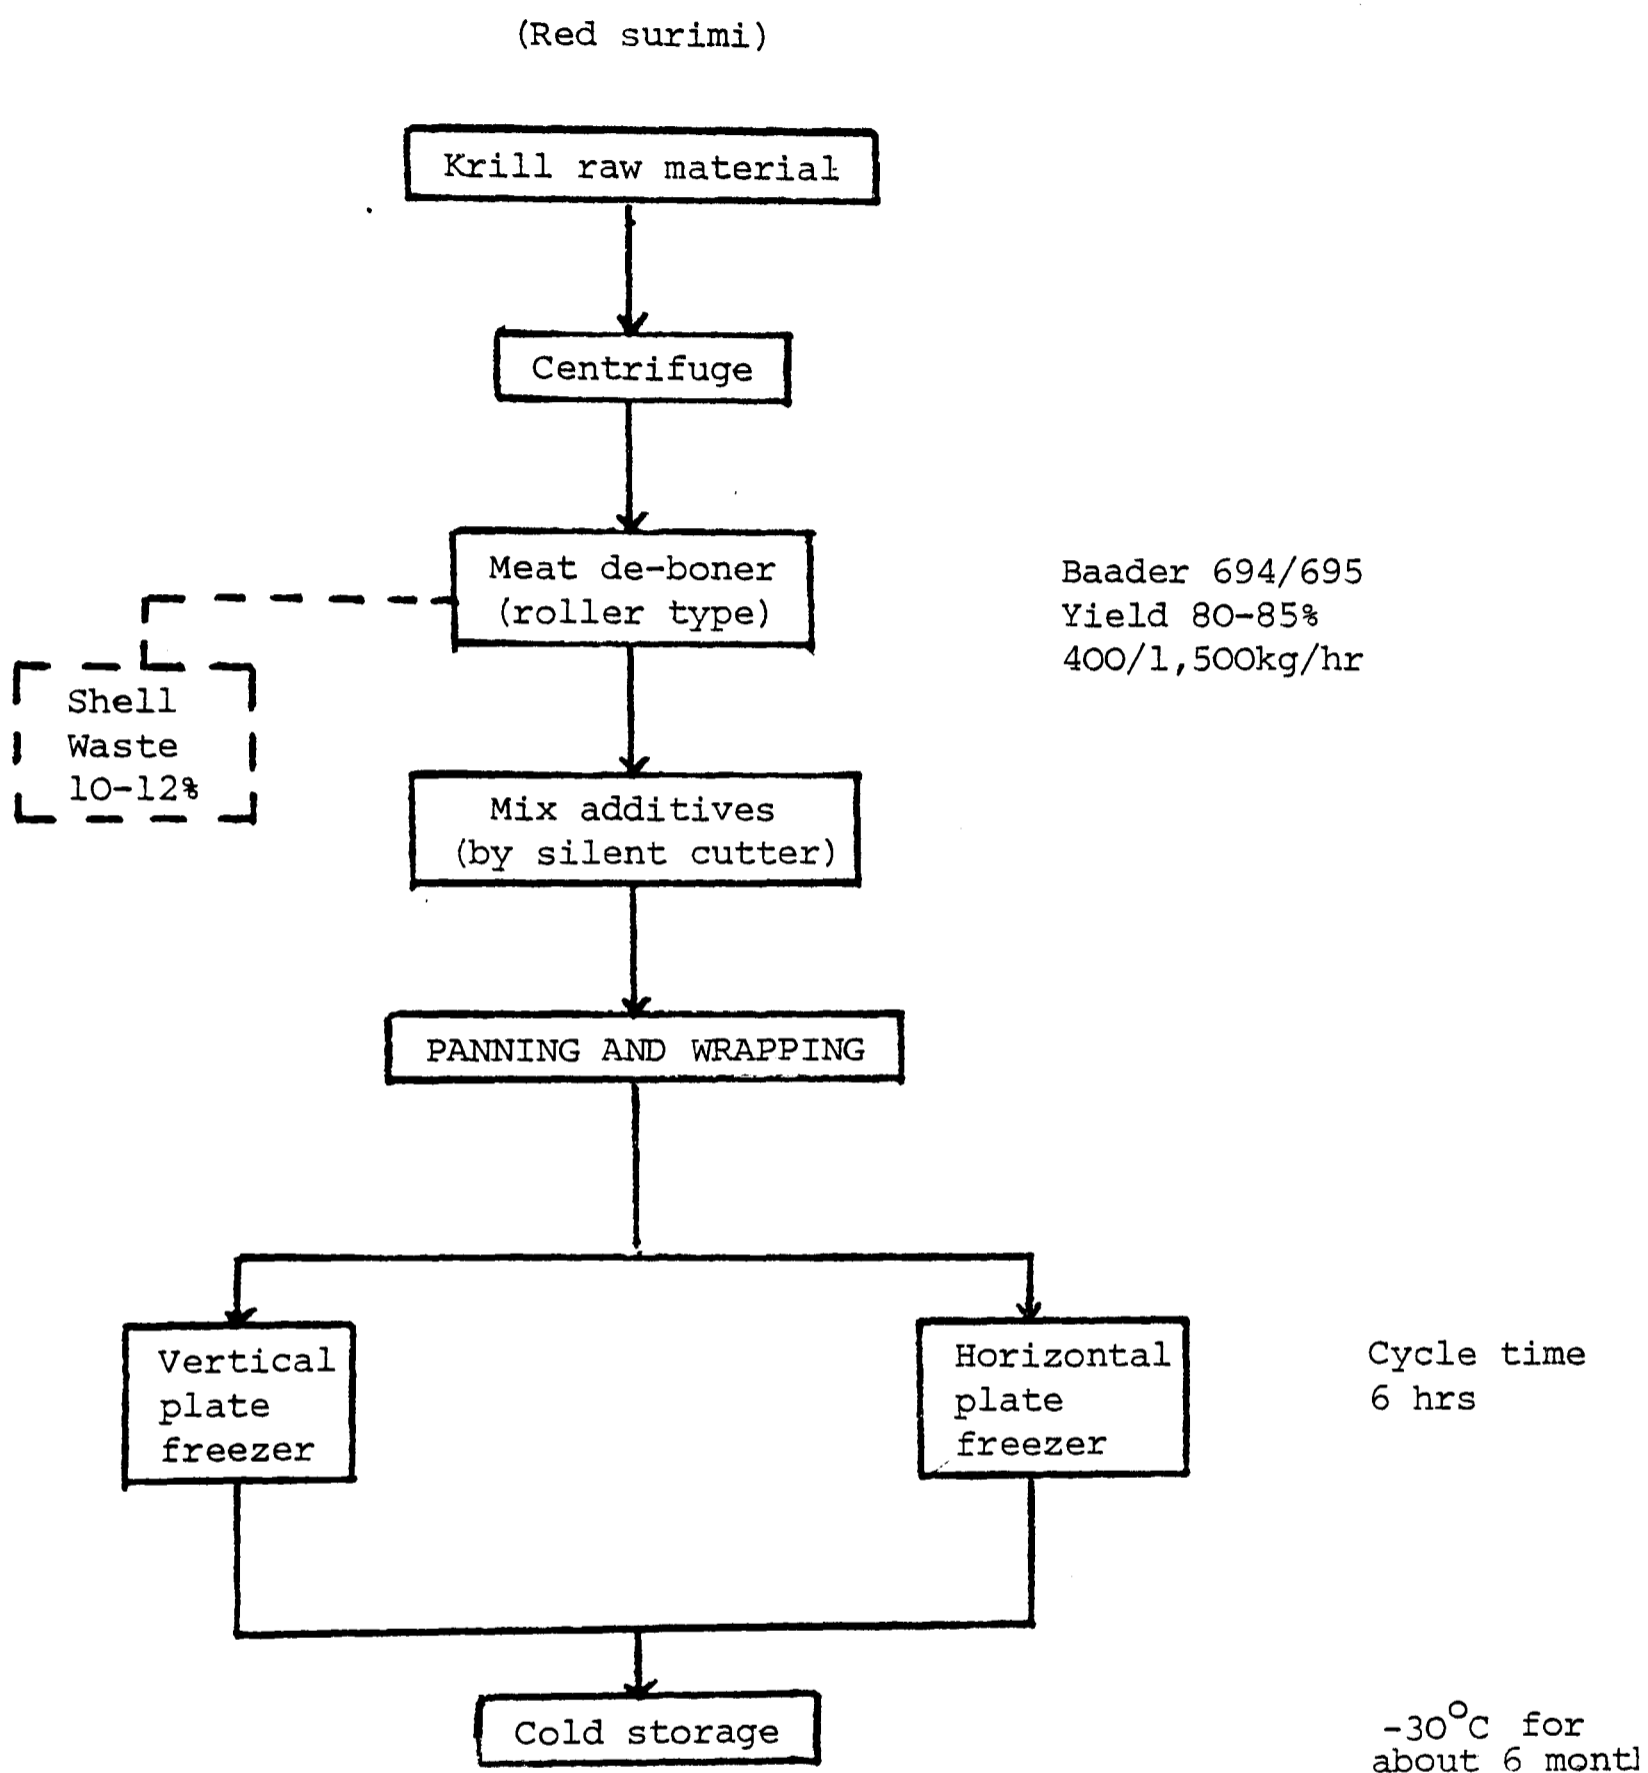 (Red surimi)
Krill raw material
Centrifuge
Meat de-boner
(roller type)
Baader 694/695
Yield 80-85%
400/1,500kg/hr
Shell
Waste
10-12%
Mix additives
(by silent cutter)
PANNING AND WRAPPING
Vertical
plate
freezer
Horizontal
plate
freezer
Cycle time
6 hrs
Cold storage
-30°C for
about 6